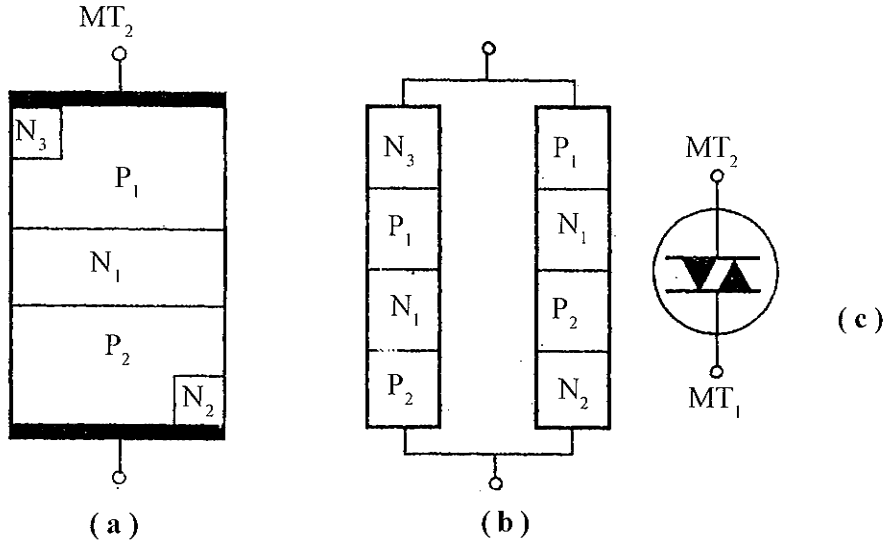 MT₂
N₃
P₁
N₁
P₂
N₂
( a )
N₃
P₁
N₁
P₂
P₁
N₁
P₂
N₂
( b )
MT₂
MT₁
( c )